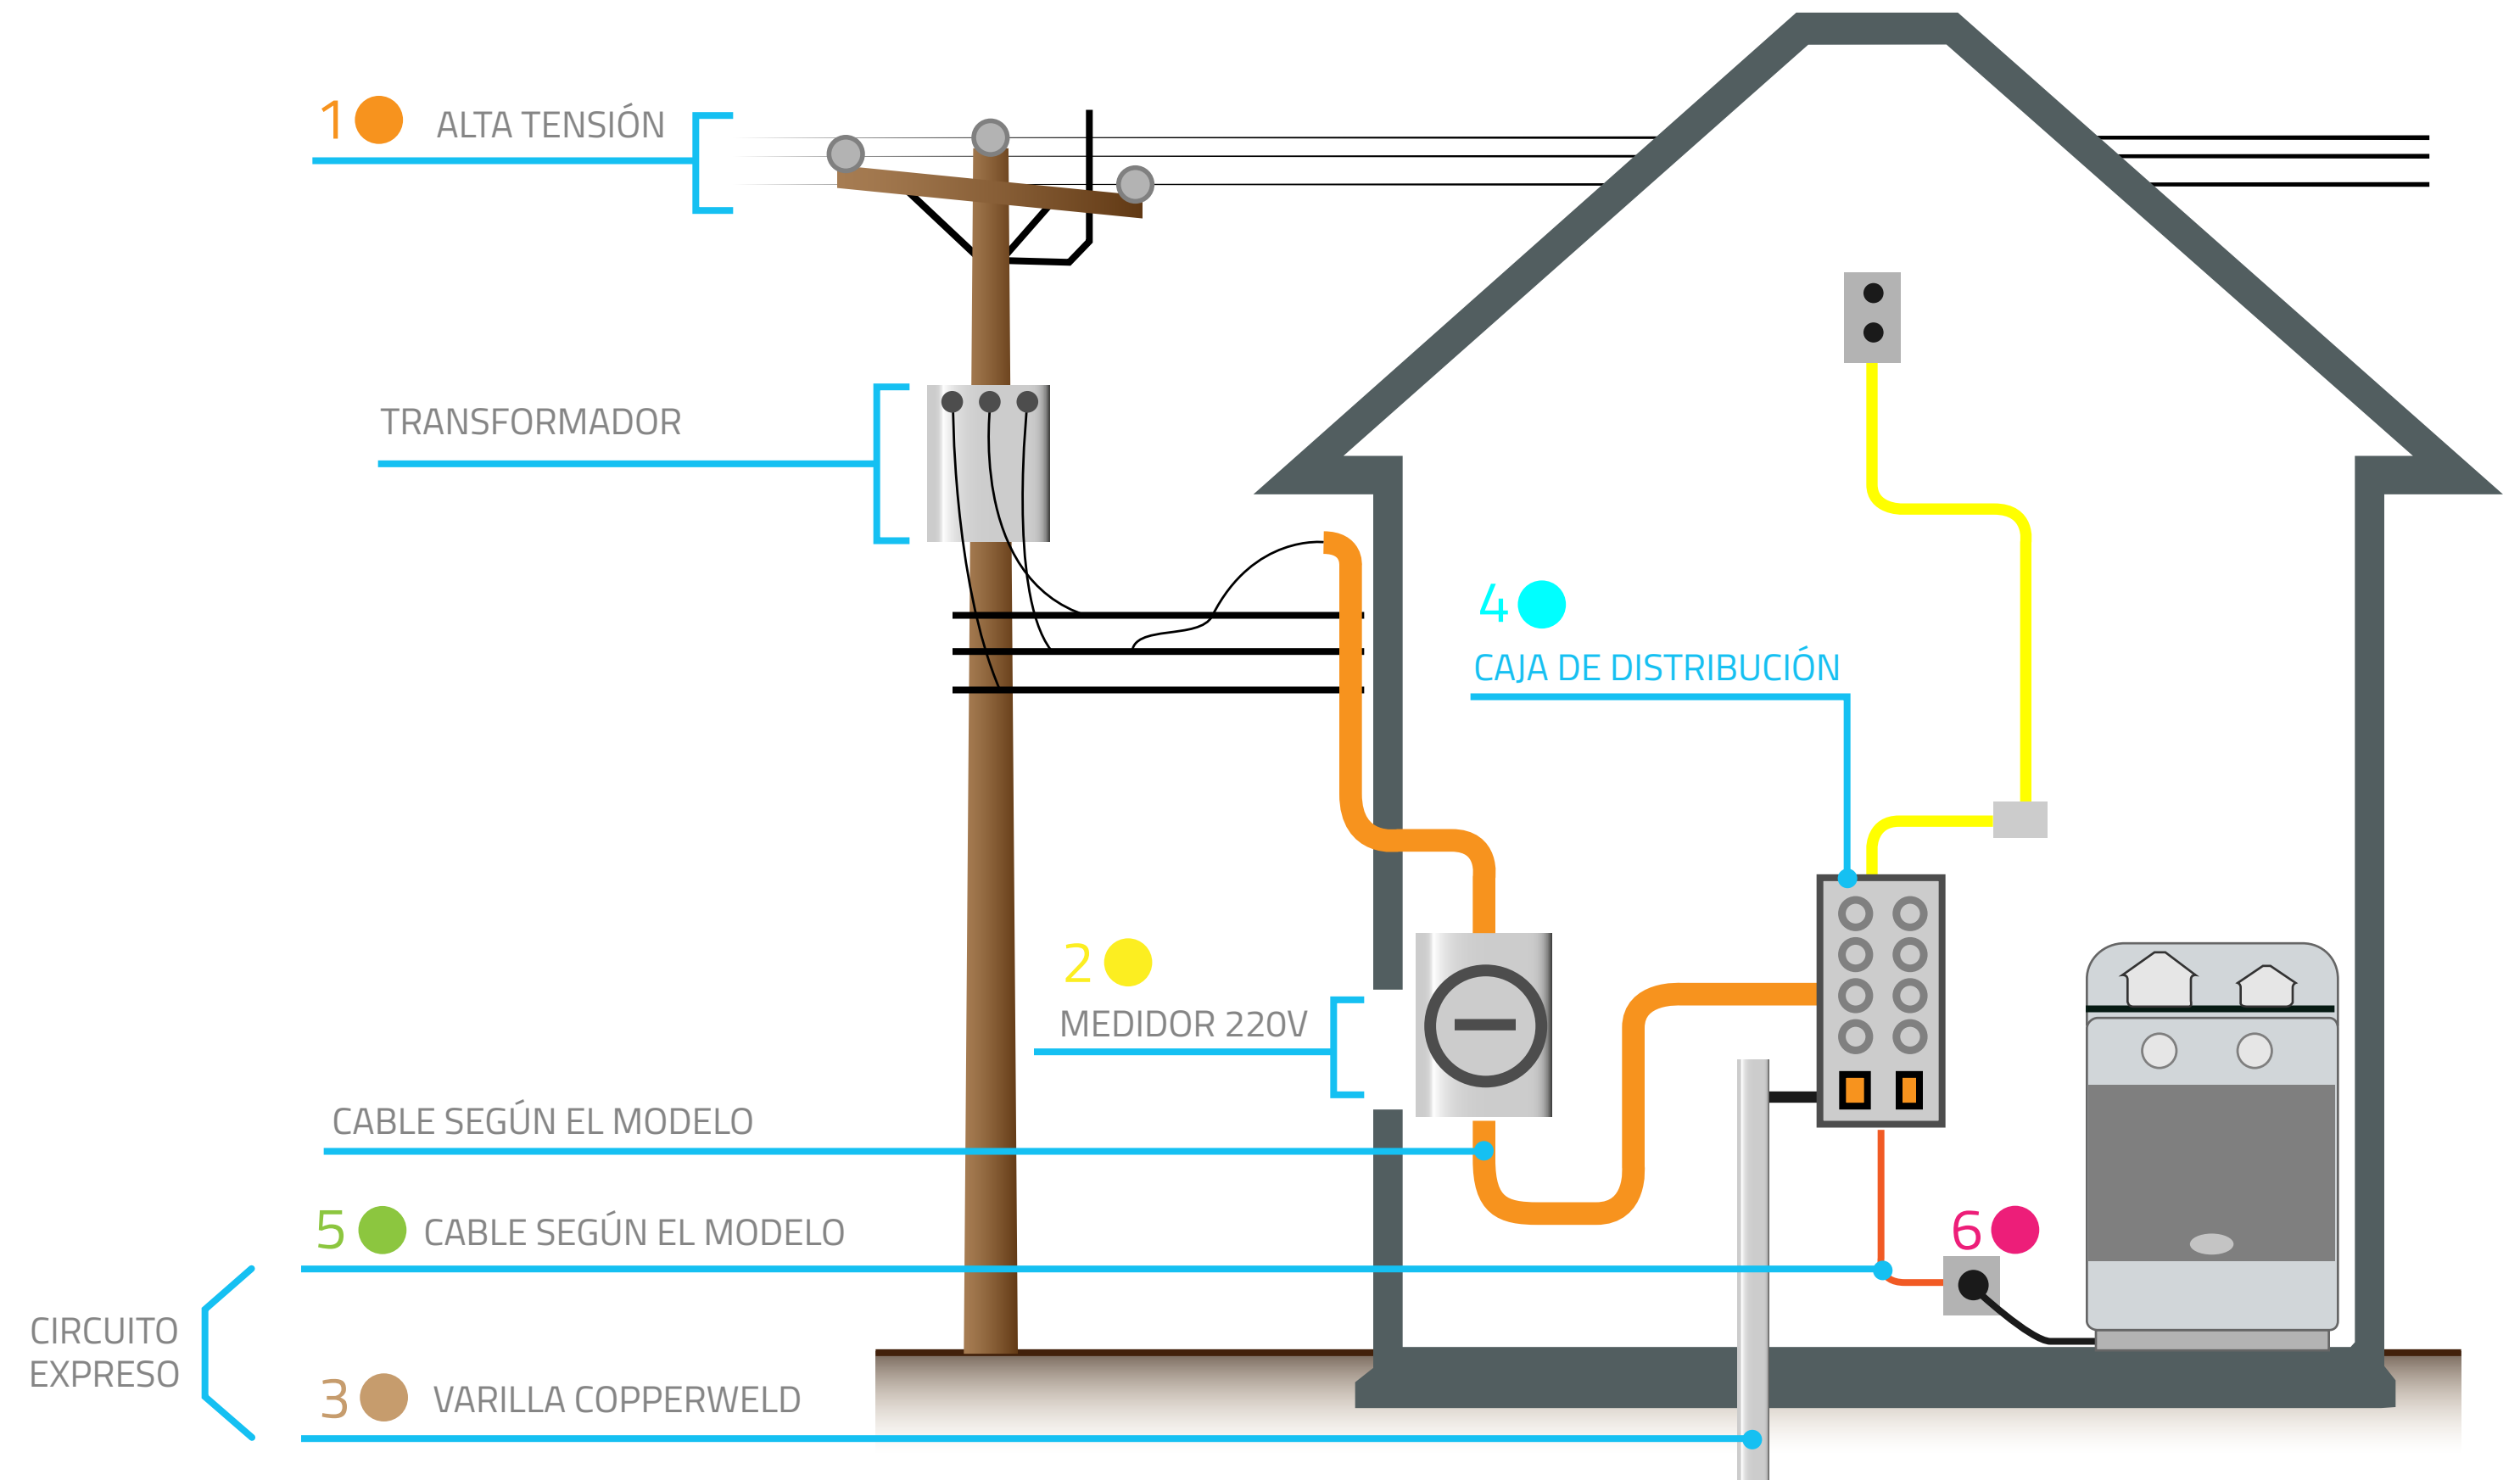 1 ALTA TENSIÓN
TRANSFORMADOR
4
CAJA DE DISTRIBUCIÓN
2
MEDIDOR 220V
CABLE SEGÚN EL MODELO
5 CABLE SEGÚN EL MODELO
6
CIRCUITO
EXPRESO
3 VARILLA COPPERWELD